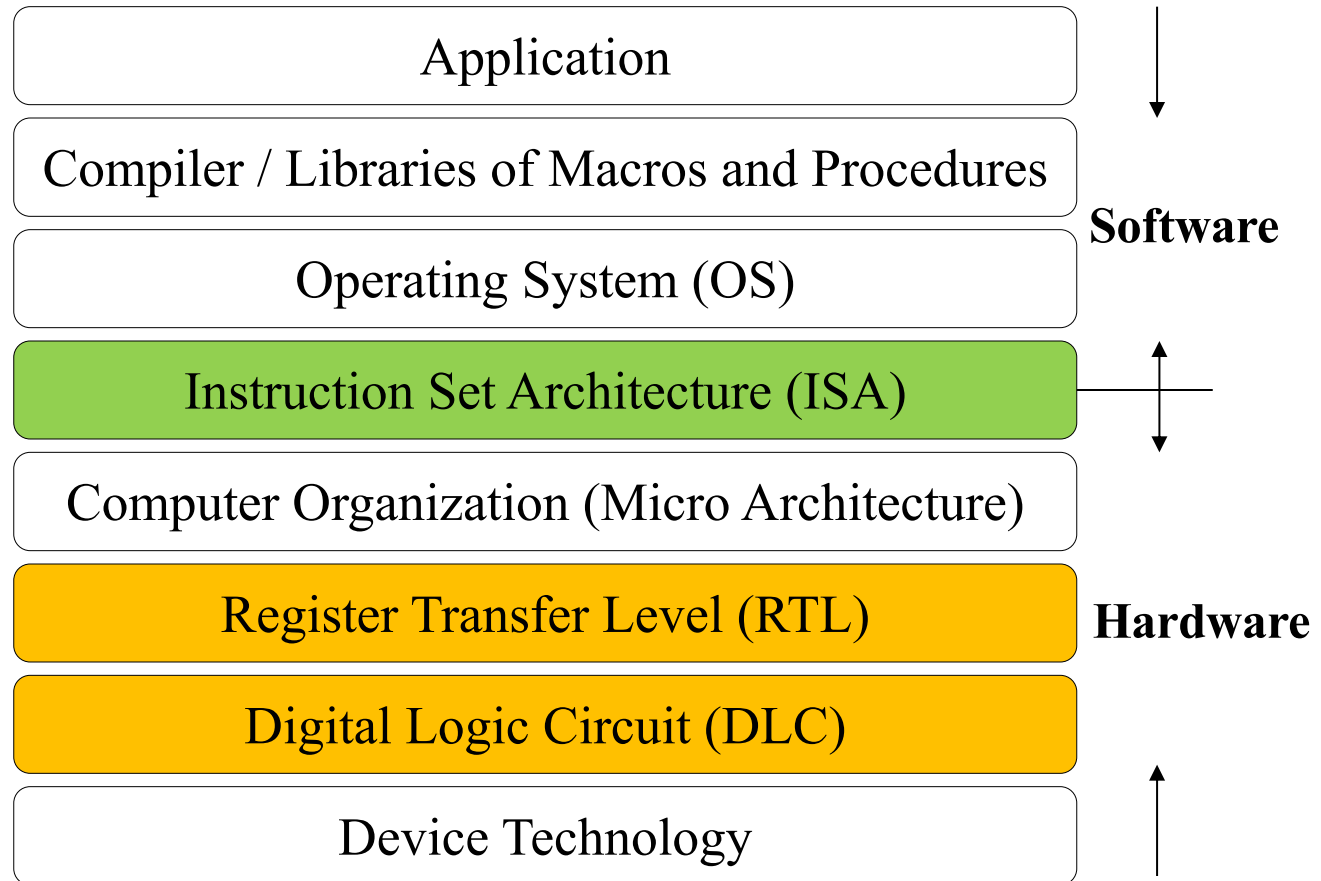 Application
Compiler / Libraries of Macros and Procedures
Software
Operating System (OS)
Instruction Set Architecture (ISA)
Computer Organization (Micro Architecture)
Register Transfer Level (RTL)
Hardware
Digital Logic Circuit (DLC)
Device Technology